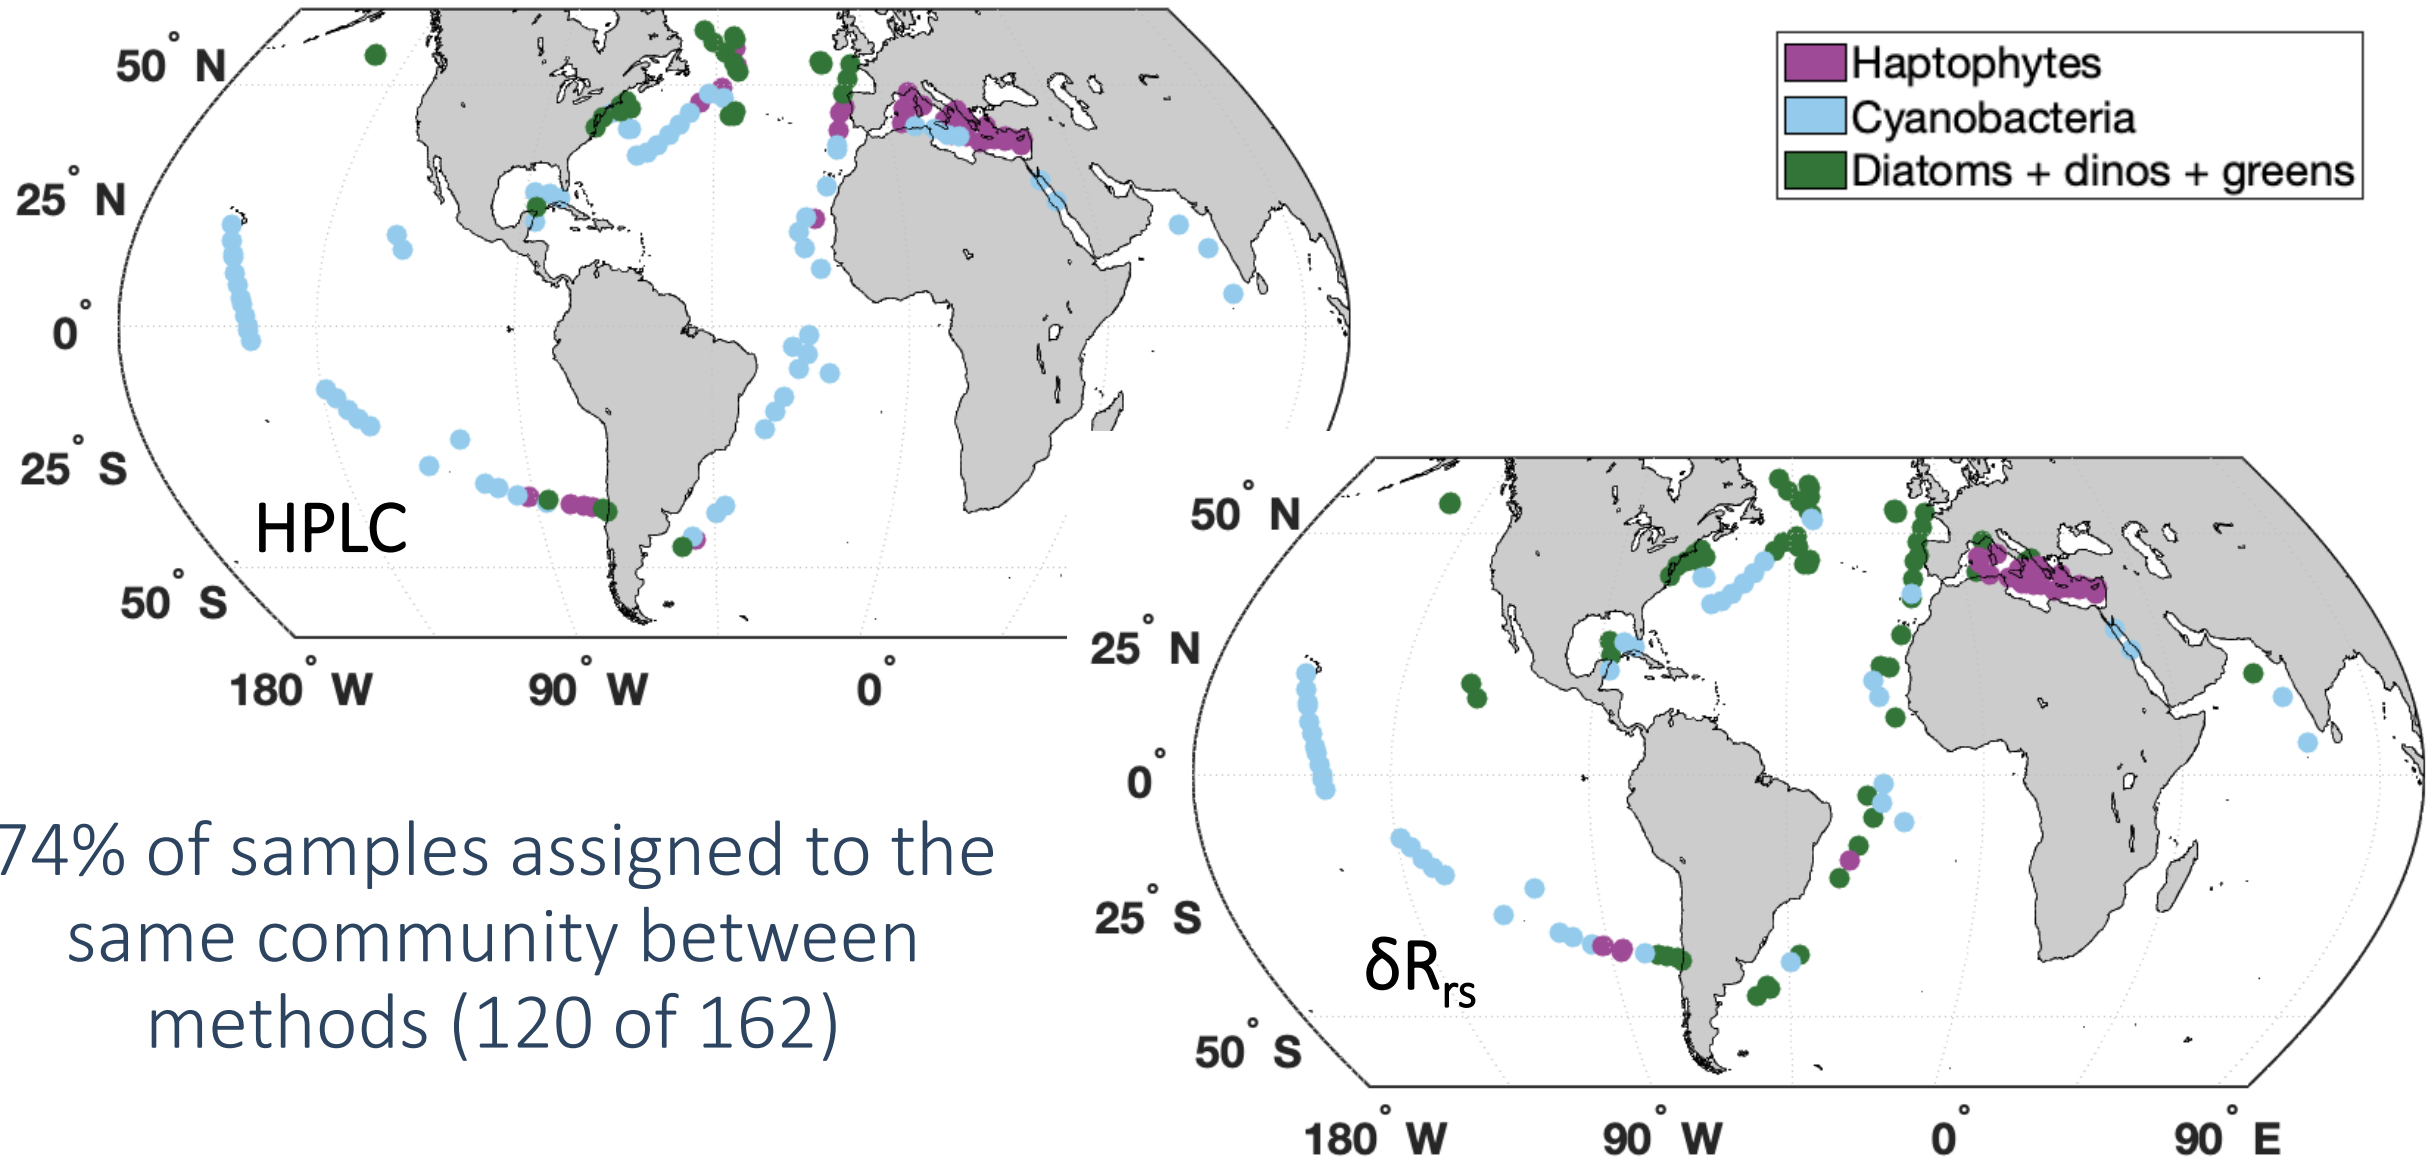 Haptophytes
Cyanobacteria
Diatoms + dinos + greens
50° N
25° N
0°
25° S
50° S
180° W
90° W
0°
HPLC
50° N
25° N
0°
25° S
50° S
180° W
90° W
0°
90° E
δRrs
74% of samples assigned to the
same community between
methods (120 of 162)